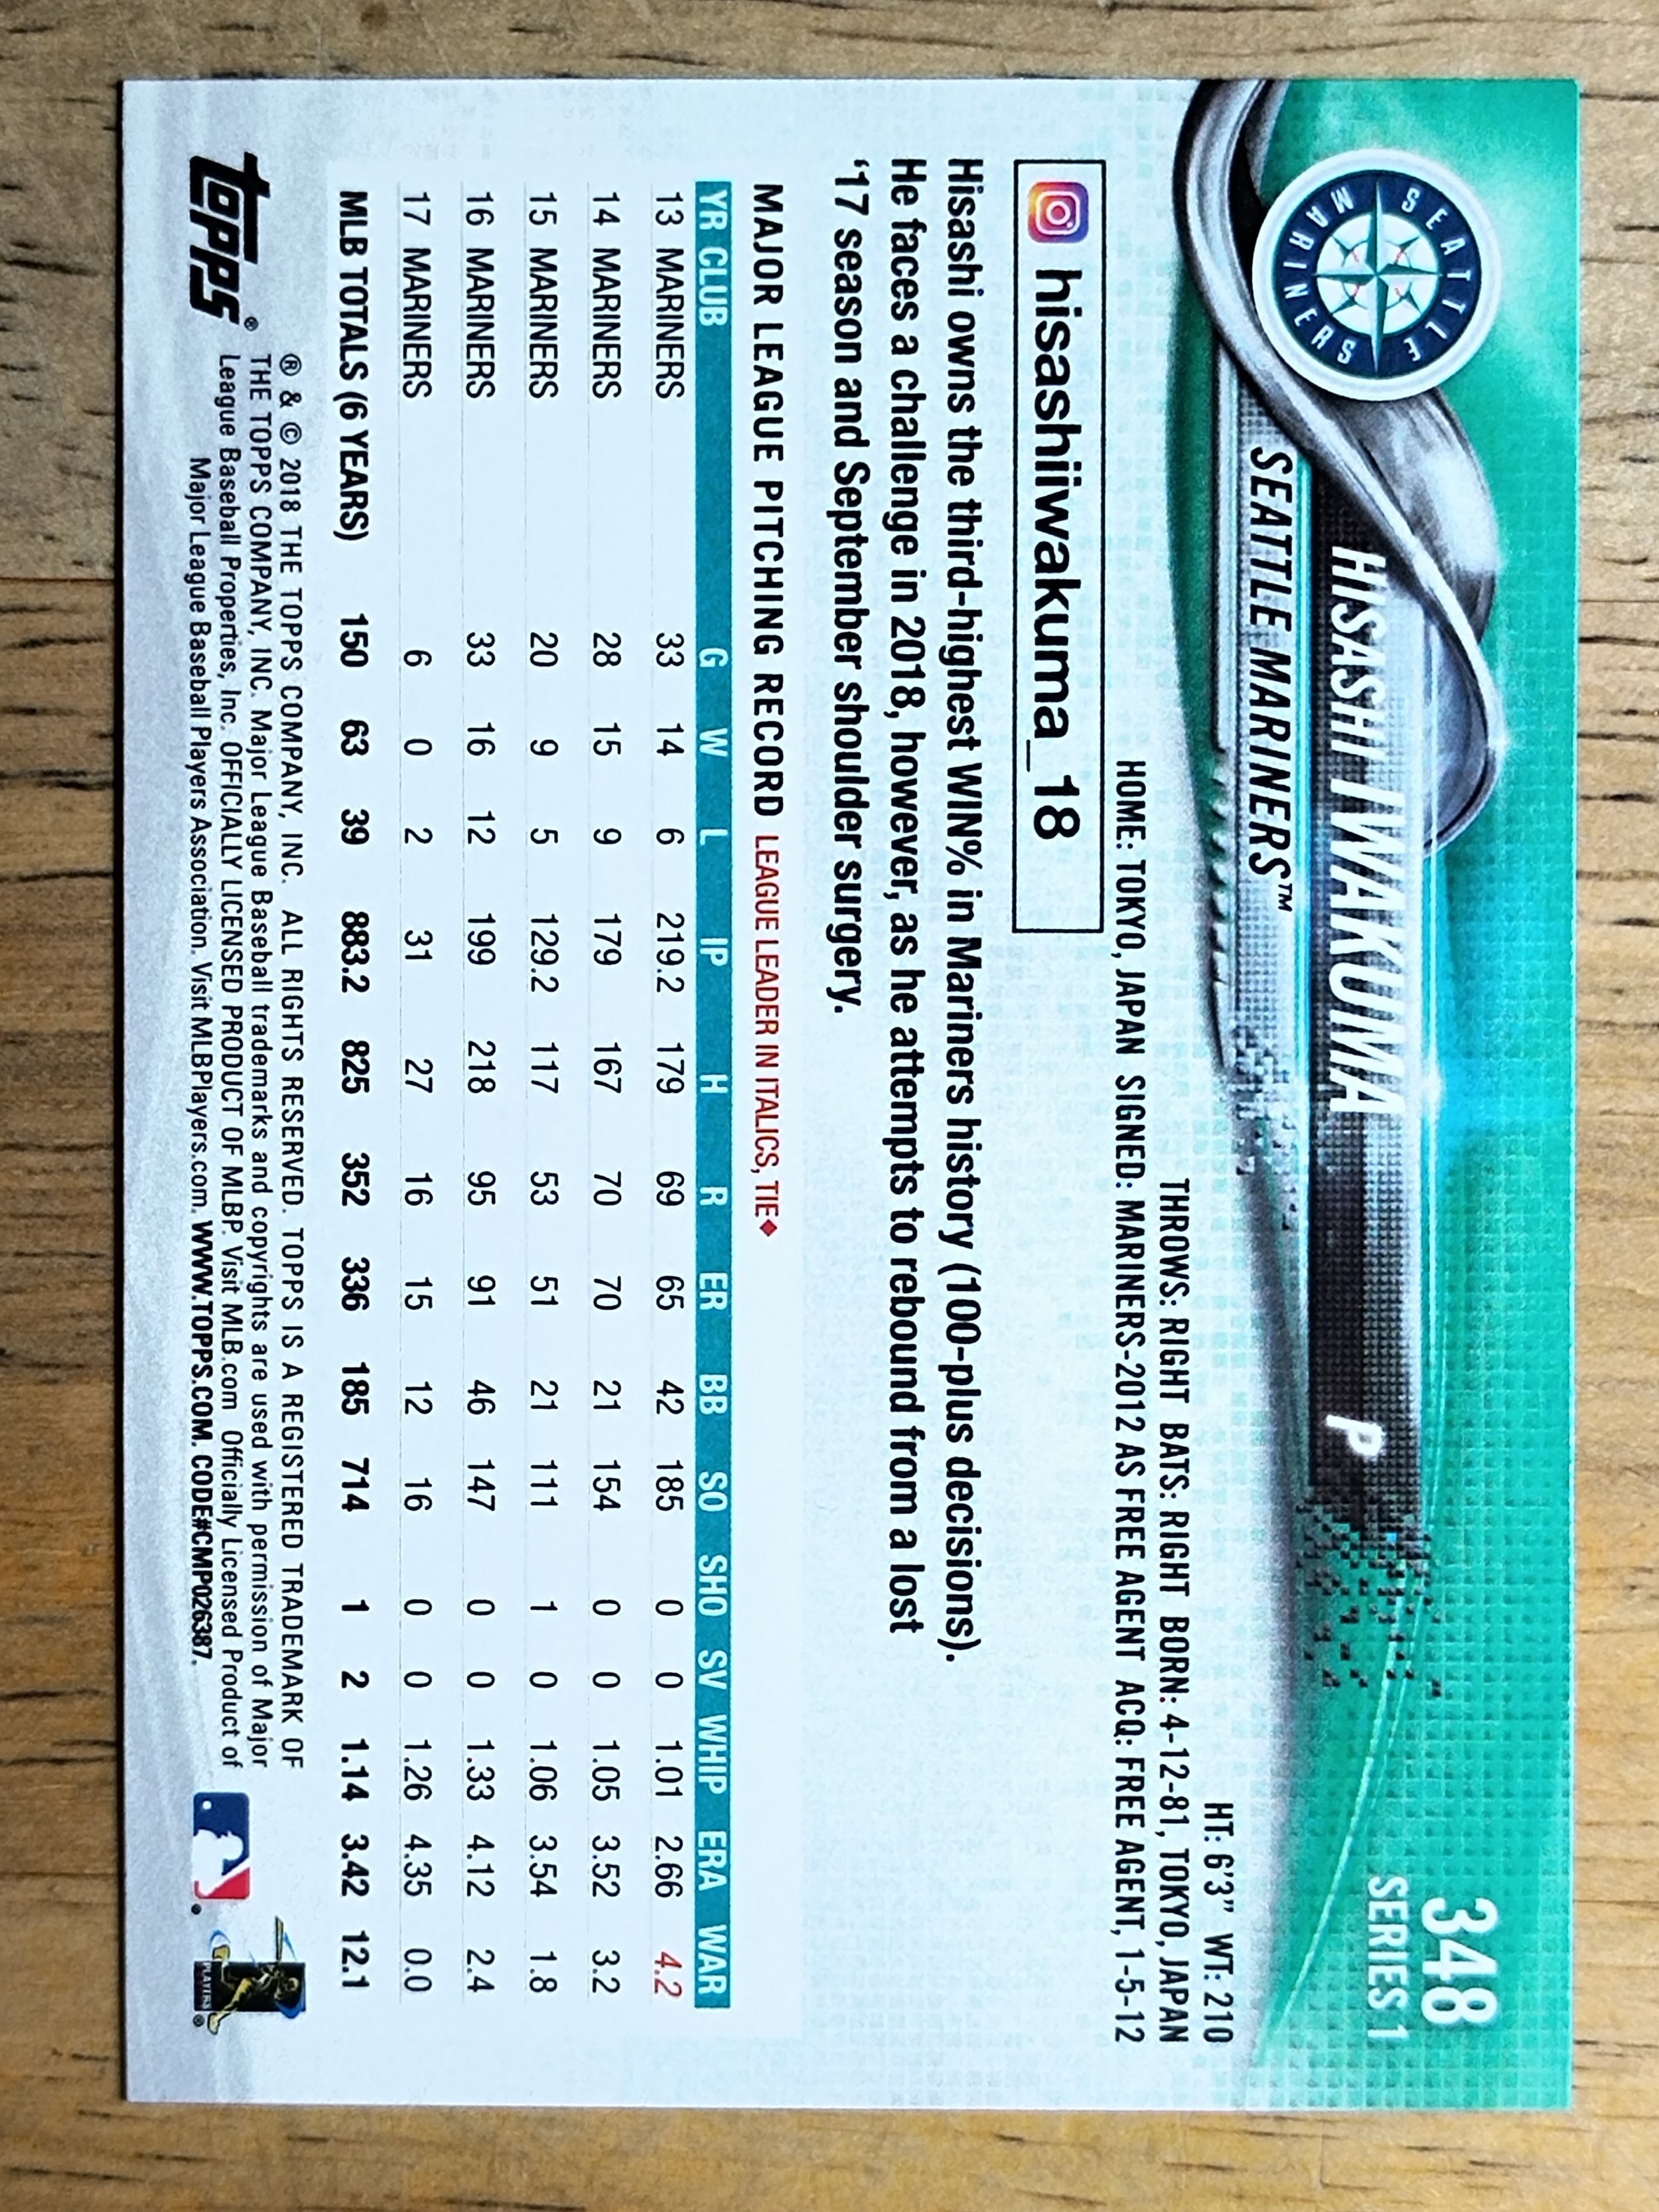 348
SERIES 1
SEATTLE MARINERS
HISASHI IWAKUMA P
SEATTLE MARINERS™
HT: 6'3" WT: 210
THROWS: RIGHT BATS: RIGHT BORN: 4-12-81, TOKYO, JAPAN
HOME: TOKYO, JAPAN SIGNED: MARINERS-2012 AS FREE AGENT ACQ: FREE AGENT, 1-5-12
hisashiiwakuma_18
Hisashi owns the third-highest WIN% in Mariners history (100-plus decisions).
He faces a challenge in 2018, however, as he attempts to rebound from a lost
'17 season and September shoulder surgery.
MAJOR LEAGUE PITCHING RECORD LEAGUE LEADER IN ITALICS, TIE◆
YR CLUB G W L IP H R ER BB SO SHO SV WHIP ERA WAR
13 MARINERS 33 14 6 219.2 179 69 65 42 185 0 0 1.01 2.66 4.2
14 MARINERS 28 15 9 179 167 70 70 21 154 0 0 1.05 3.52 3.2
15 MARINERS 20 9 5 129.2 117 53 51 21 111 1 0 1.06 3.54 1.8
16 MARINERS 33 16 12 199 218 95 91 46 147 0 0 1.33 4.12 2.4
17 MARINERS 6 0 2 31 27 16 15 12 16 0 0 1.26 4.35 0.0
MLB TOTALS (6 YEARS) 150 63 39 883.2 825 352 336 185 714 1 2 1.14 3.42 12.1
topps®
® & © 2018 THE TOPPS COMPANY, INC. ALL RIGHTS RESERVED. TOPPS IS A REGISTERED TRADEMARK OF
THE TOPPS COMPANY, INC. Major League Baseball trademarks and copyrights are used with permission of Major
League Baseball Properties, Inc. OFFICIALLY LICENSED PRODUCT OF MLBP. Visit MLB.com Officially Licensed Product of
Major League Baseball Players Association. Visit MLBPlayers.com. WWW.TOPPS.COM. CODE#CMP026387.
PLAYERS